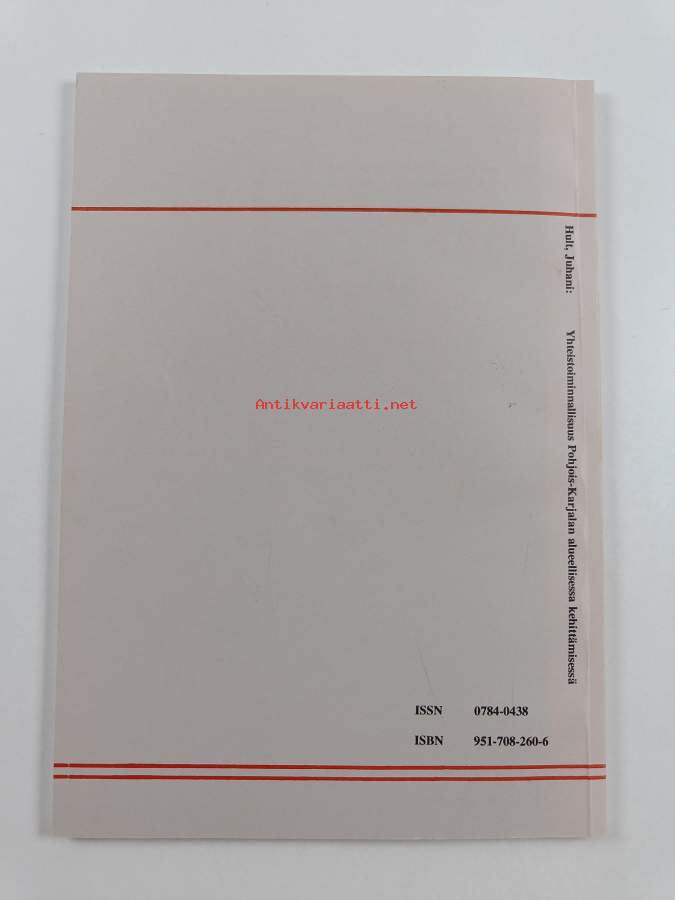 Hult, Juhani: Yhteistoiminnallisuus Pohjois-Karjalan alueellisessa kehittämisessä
Antikvariaatti.net
ISSN 0784-0438
ISBN 951-708-260-6